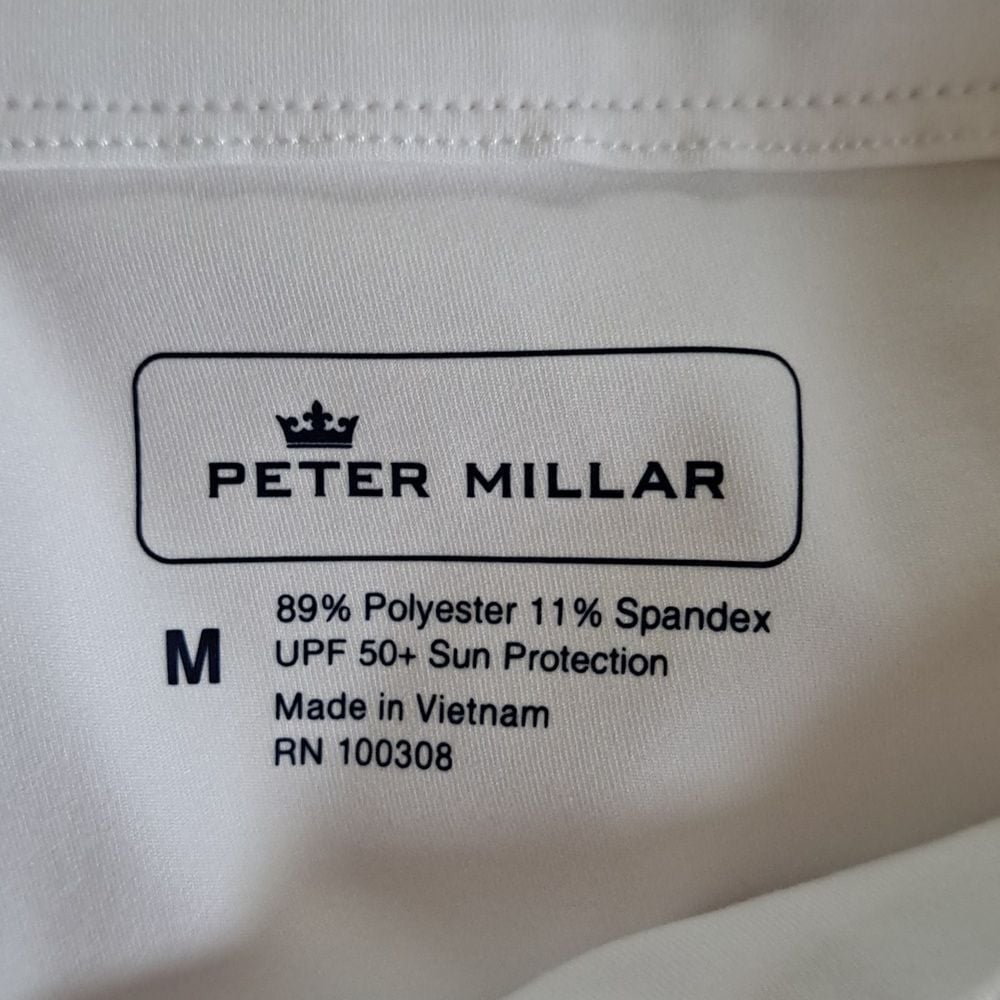 PETER MILLAR
M
89% Polyester 11% Spandex
UPF 50+ Sun Protection
Made in Vietnam
RN 100308